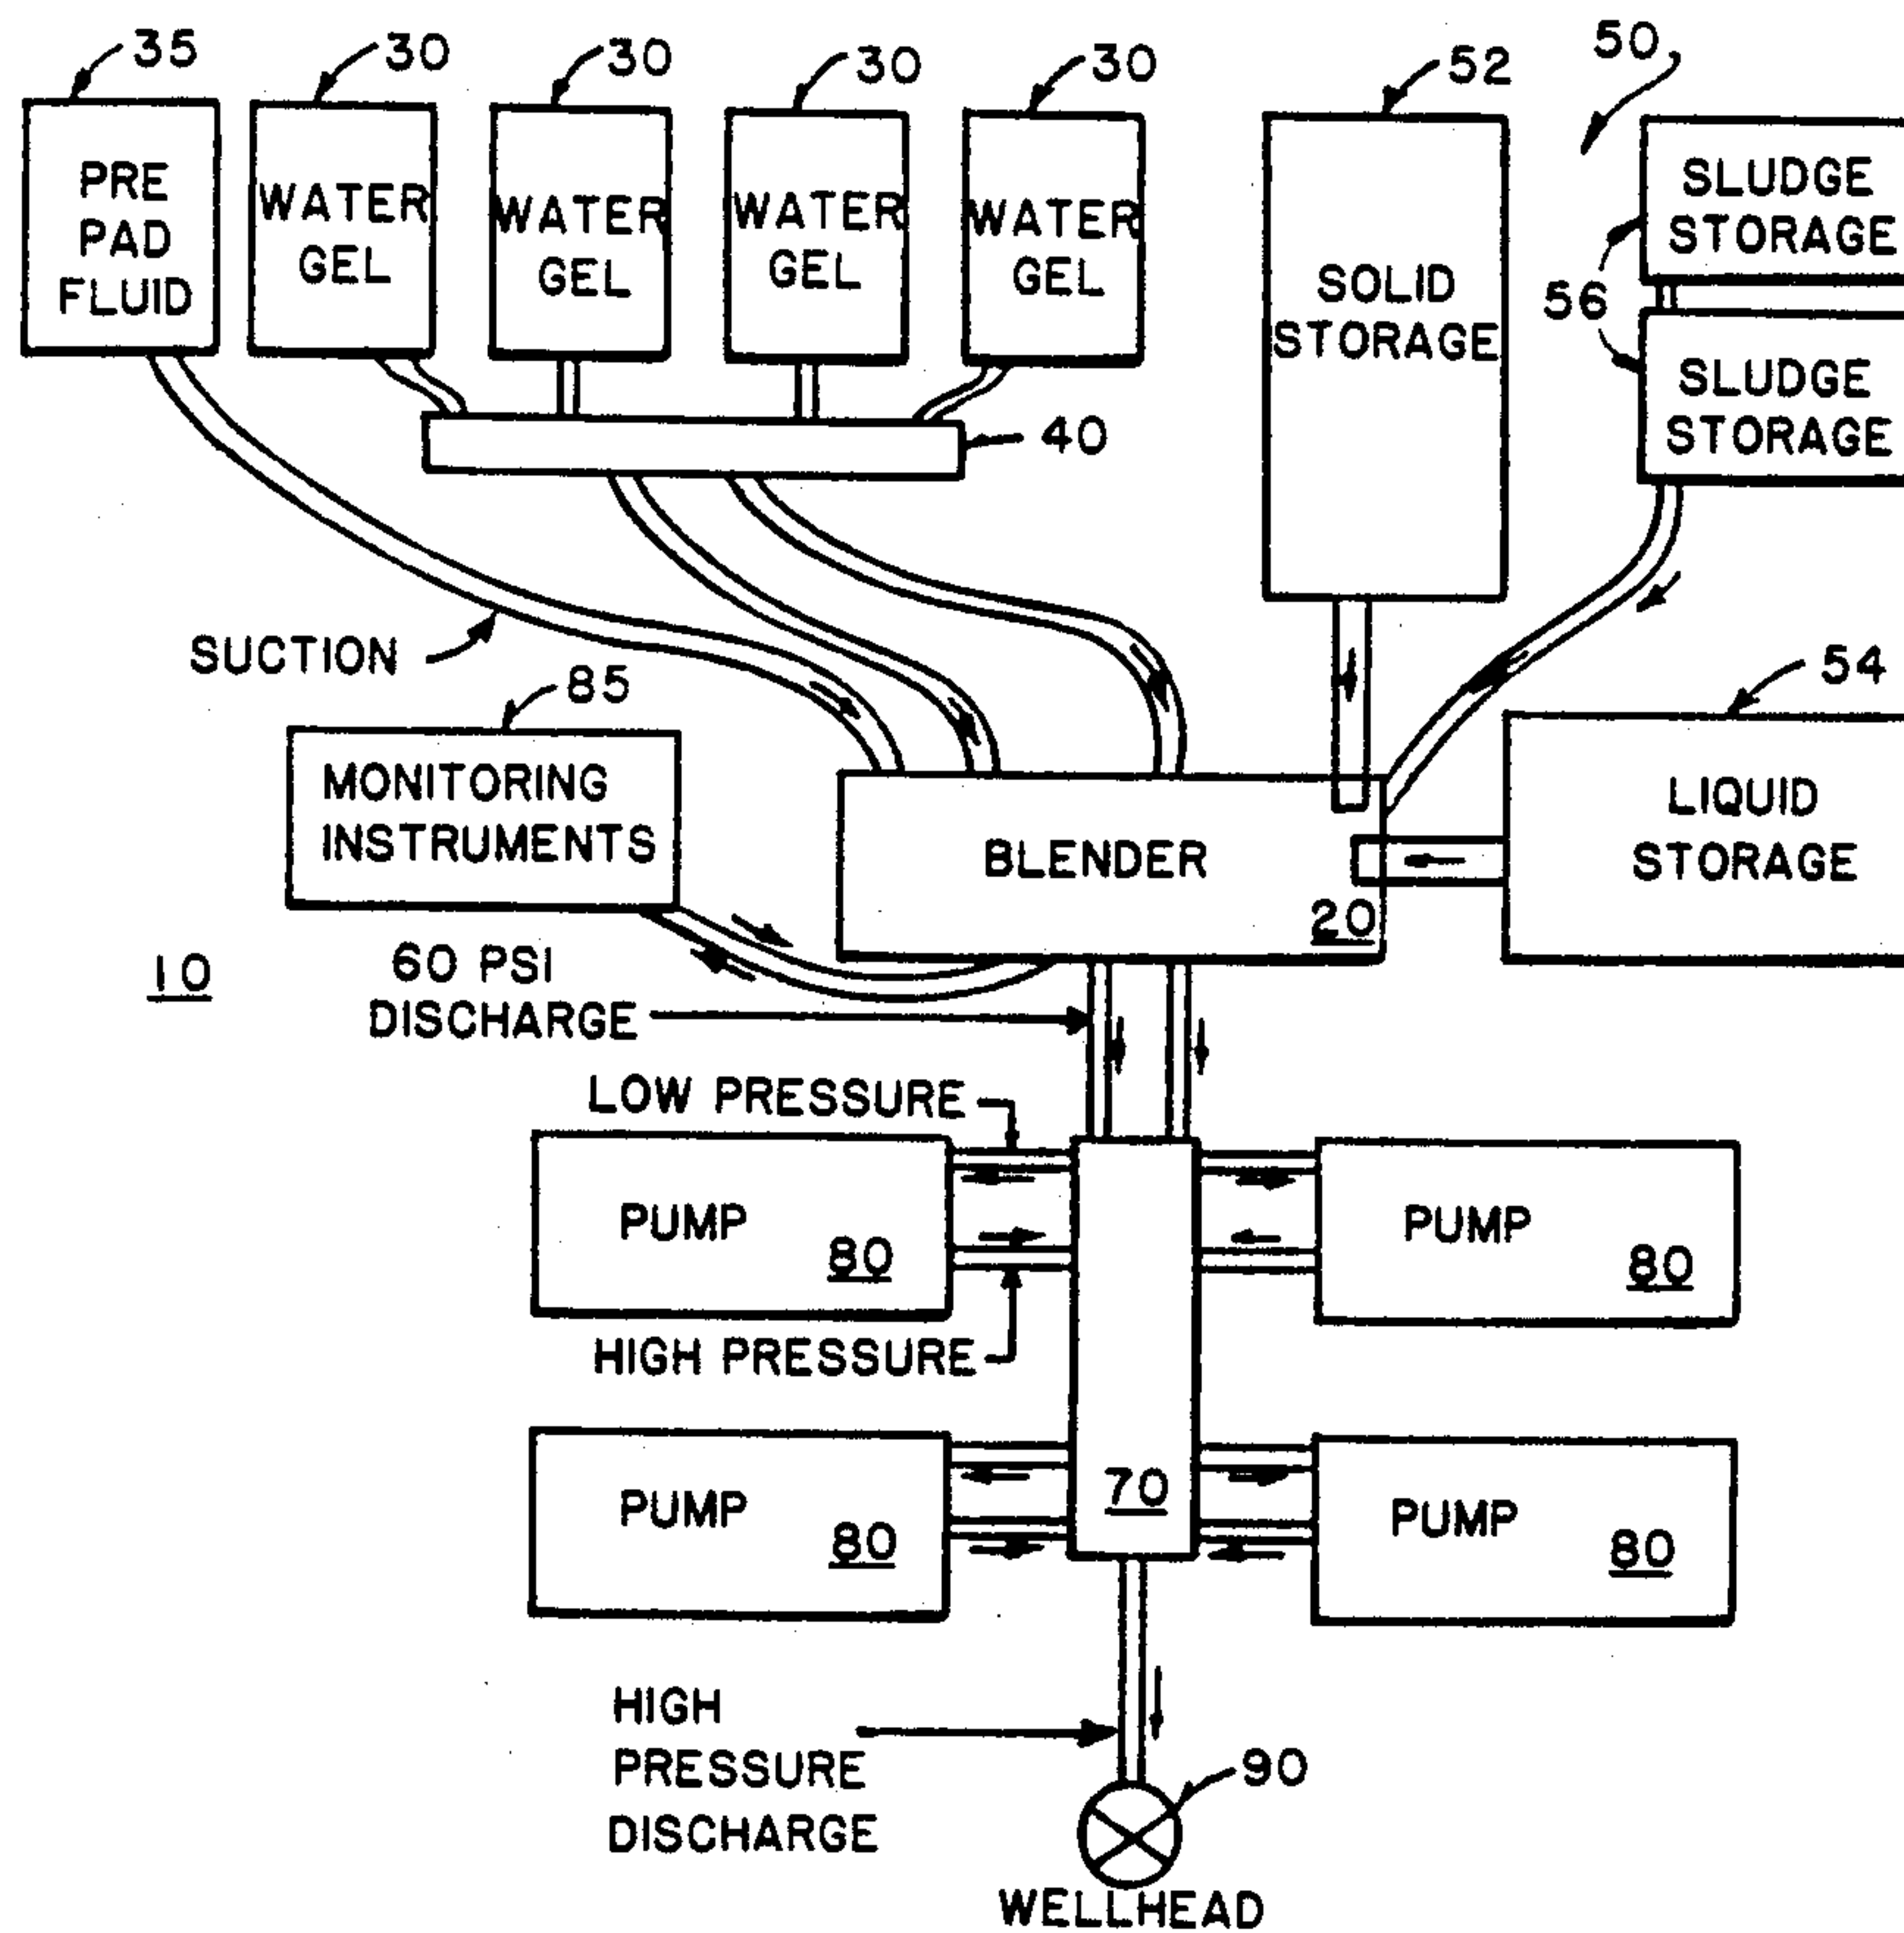 35
30
30
30
30
52
50
PRE
PAD
FLUID
WATER
GEL
WATER
GEL
WATER
GEL
WATER
GEL
SOLID
STORAGE
SLUDGE
STORAGE
56
SLUDGE
STORAGE
40
SUCTION
85
54
MONITORING
INSTRUMENTS
BLENDER
20
LIQUID
STORAGE
10
60 PSI
DISCHARGE
LOW PRESSURE
PUMP
80
PUMP
80
HIGH PRESSURE
PUMP
80
70
PUMP
80
HIGH
PRESSURE
DISCHARGE
90
WELLHEAD